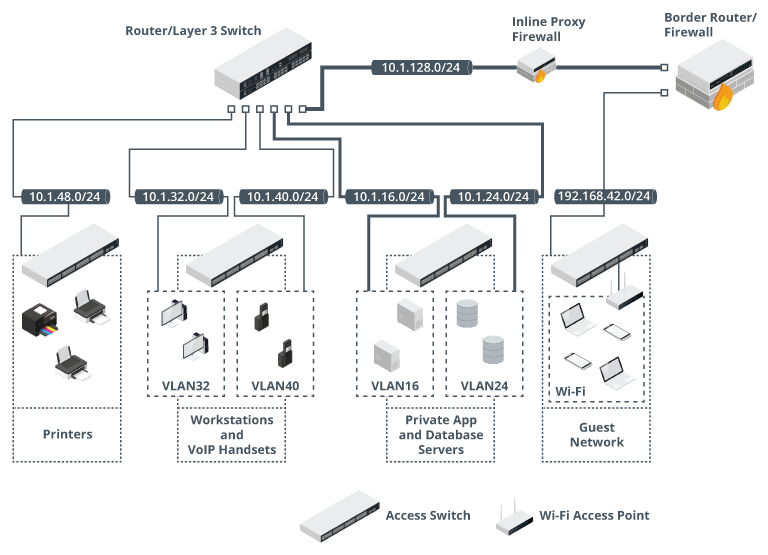 Router/Layer 3 Switch
Inline Proxy
Firewall
Border Router/
Firewall
10.1.128.0/24
10.1.48.0/24
10.1.32.0/24
10.1.40.0/24
10.1.16.0/24
10.1.24.0/24
192.168.42.0/24
VLAN32
VLAN40
VLAN16
VLAN24
Wi-Fi
Printers
Workstations
and
VoIP Handsets
Private App
and Database
Servers
Guest
Network
Access Switch
Wi-Fi Access Point